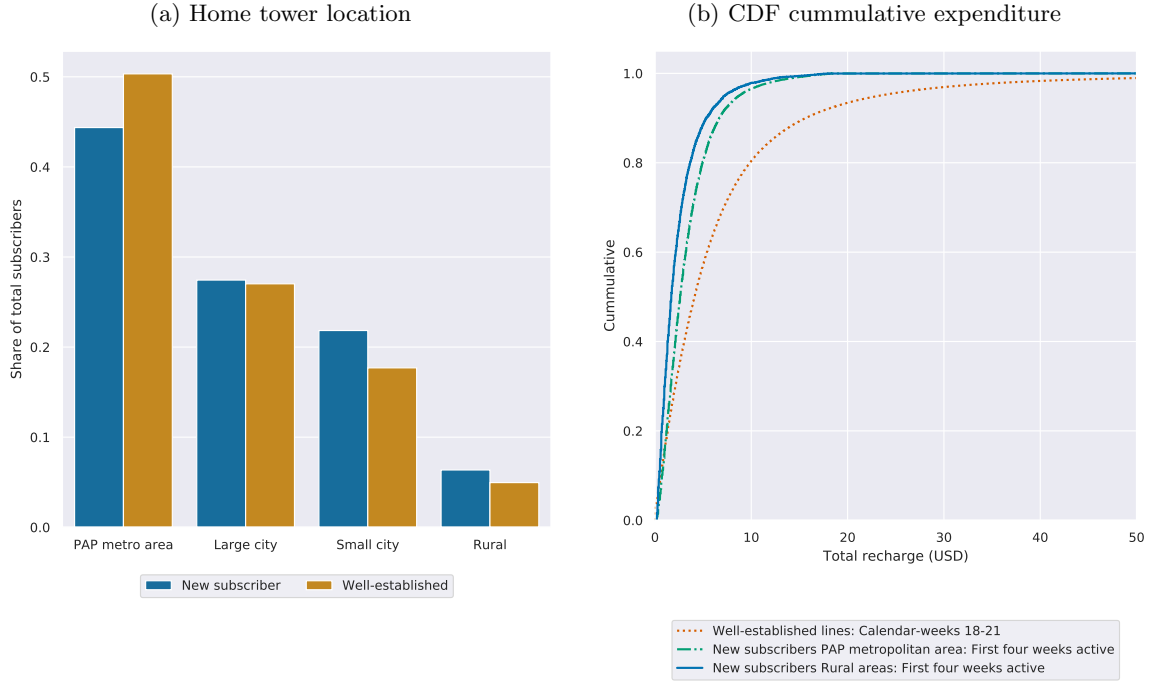 (a) Home tower location
0.5
0.4
0.3
0.2
0.1
0.0
Share of total subscribers
PAP metro area
Large city
Small city
Rural
New subscriber
Well-established
(b) CDF cummulative expenditure
1.0
0.8
0.6
0.4
0.2
0.0
Cummulative
0
10
20
30
40
50
Total recharge (USD)
Well-established lines: Calendar-weeks 18-21
New subscribers PAP metropolitan area: First four weeks active
New subscribers Rural areas: First four weeks active